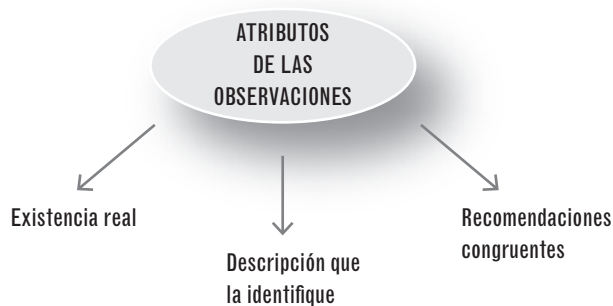 ATRIBUTOS
DE LAS
OBSERVACIONES
Existencia real
Descripción que
la identifique
Recomendaciones
congruentes